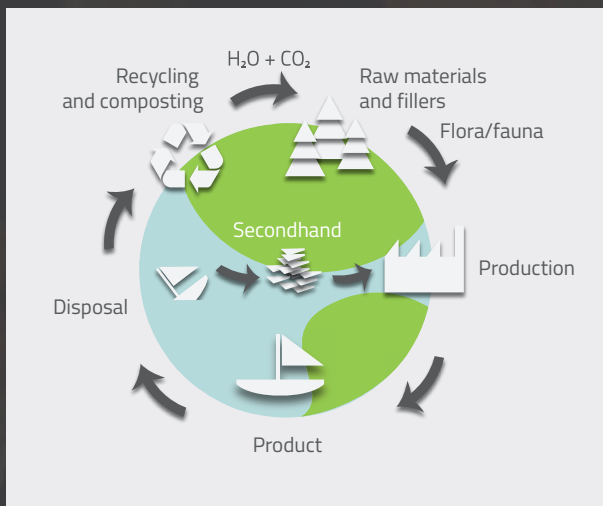 H₂O + CO₂
Recycling
and composting
Raw materials
and fillers
Flora/fauna
Secondhand
Production
Disposal
Product